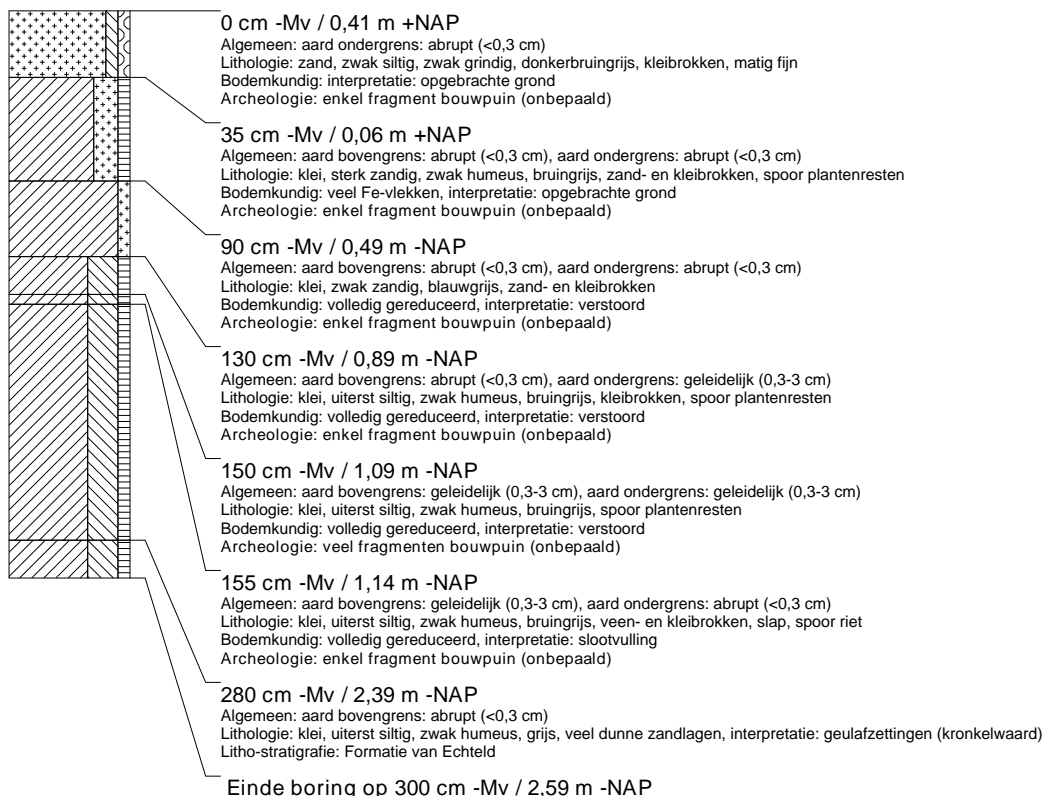 0 cm -Mv / 0,41 m +NAP
Algemeen: aard ondergrens: abrupt (<0,3 cm)
Lithologie: zand, zwak siltig, zwak grindig, donkerbruingrijs, kleibrokken, matig fijn
Bodemkundig: interpretatie: opgebrachte grond
Archeologie: enkel fragment bouwpuin (onbepaald)
35 cm -Mv / 0,06 m +NAP
Algemeen: aard bovengrens: abrupt (<0,3 cm), aard ondergrens: abrupt (<0,3 cm)
Lithologie: klei, sterk zandig, zwak humeus, bruingrijs, zand- en kleibrokken, spoor plantenresten
Bodemkundig: veel Fe-vlekken, interpretatie: opgebrachte grond
Archeologie: enkel fragment bouwpuin (onbepaald)
90 cm -Mv / 0,49 m -NAP
Algemeen: aard bovengrens: abrupt (<0,3 cm), aard ondergrens: abrupt (<0,3 cm)
Lithologie: klei, zwak zandig, blauwgrijs, zand- en kleibrokken
Bodemkundig: volledig gereduceerd, interpretatie: verstoord
Archeologie: enkel fragment bouwpuin (onbepaald)
130 cm -Mv / 0,89 m -NAP
Algemeen: aard bovengrens: abrupt (<0,3 cm), aard ondergrens: geleidelijk (0,3-3 cm)
Lithologie: klei, uiterst siltig, zwak humeus, bruingrijs, kleibrokken, spoor plantenresten
Bodemkundig: volledig gereduceerd, interpretatie: verstoord
Archeologie: enkel fragment bouwpuin (onbepaald)
150 cm -Mv / 1,09 m -NAP
Algemeen: aard bovengrens: geleidelijk (0,3-3 cm), aard ondergrens: geleidelijk (0,3-3 cm)
Lithologie: klei, uiterst siltig, zwak humeus, bruingrijs, spoor plantenresten
Bodemkundig: volledig gereduceerd, interpretatie: verstoord
Archeologie: veel fragmenten bouwpuin (onbepaald)
155 cm -Mv / 1,14 m -NAP
Algemeen: aard bovengrens: geleidelijk (0,3-3 cm), aard ondergrens: abrupt (<0,3 cm)
Lithologie: klei, uiterst siltig, zwak humeus, bruingrijs, veen- en kleibrokken, slap, spoor riet
Bodemkundig: volledig gereduceerd, interpretatie: slootvulling
Archeologie: enkel fragment bouwpuin (onbepaald)
280 cm -Mv / 2,39 m -NAP
Algemeen: aard bovengrens: abrupt (<0,3 cm)
Lithologie: klei, uiterst siltig, zwak humeus, grijs, veel dunne zandlagen, interpretatie: geulafzettingen (kronkelwaard)
Litho-stratigrafie: Formatie van Echteld
Einde boring op 300 cm -Mv / 2,59 m -NAP